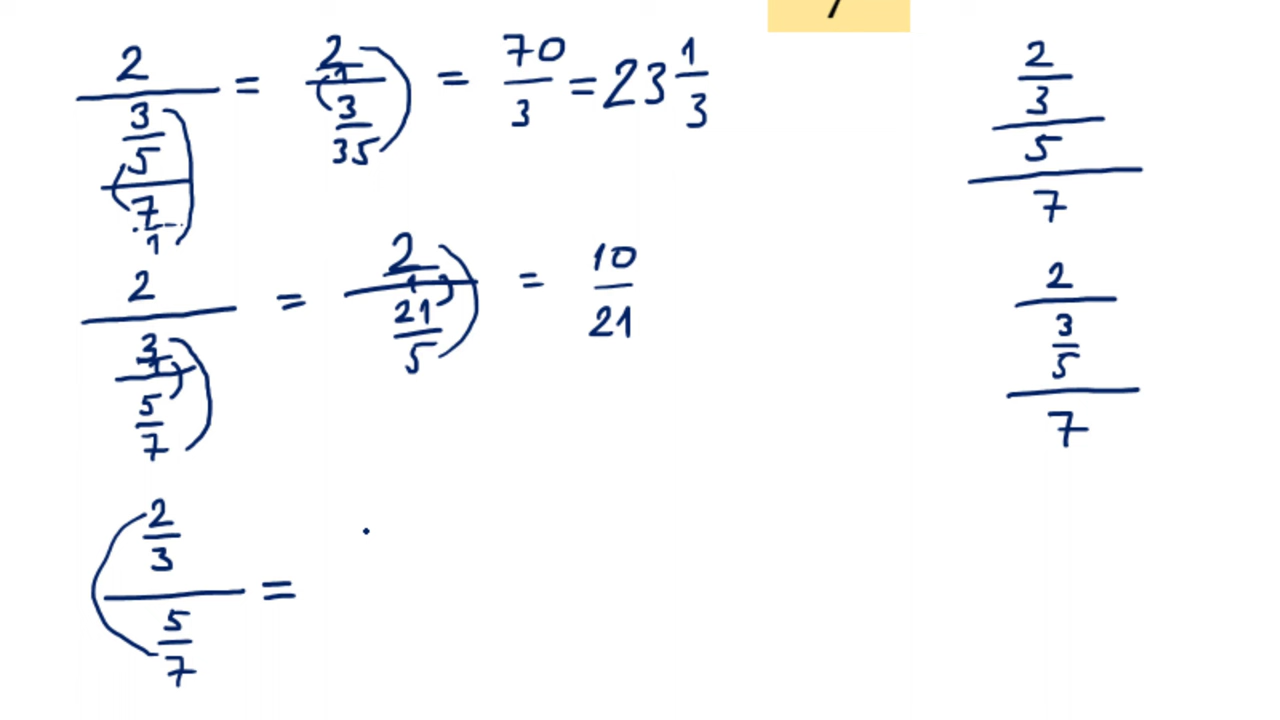 7
2/((3/5)/(7/1)) = (2/1)/(3/35) = 70/3 = 23 1/3
2/((3/1)/(5/7)) = (2/1)/(21/5) = 10/21
(2/3)/(5/7) =
((2/3)/5)/7
(2/(3/5))/7